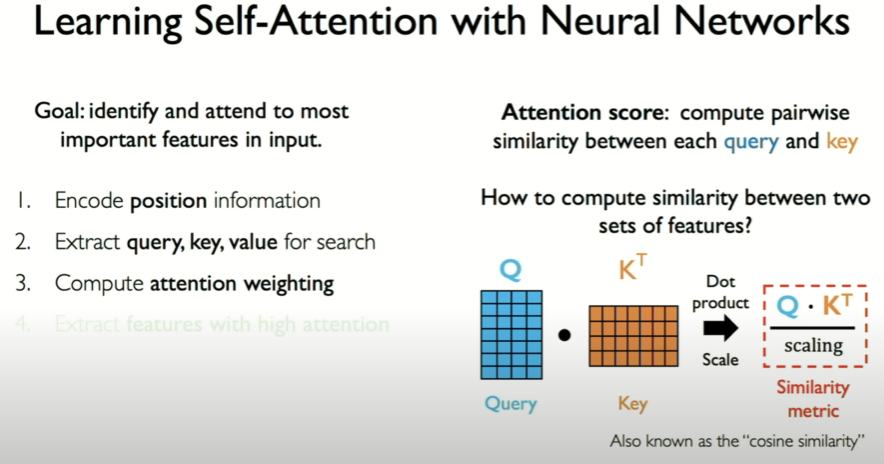 Learning Self-Attention with Neural Networks
Goal: identify and attend to most
important features in input.
1. Encode position information
2. Extract query, key, value for search
3. Compute attention weighting
4. Extract features with high attention
Attention score: compute pairwise
similarity between each query and key
How to compute similarity between two
sets of features?
Q
Kᵀ
Query
Key
Dot
product
Scale
Q · Kᵀ
scaling
Similarity
metric
Also known as the “cosine similarity”